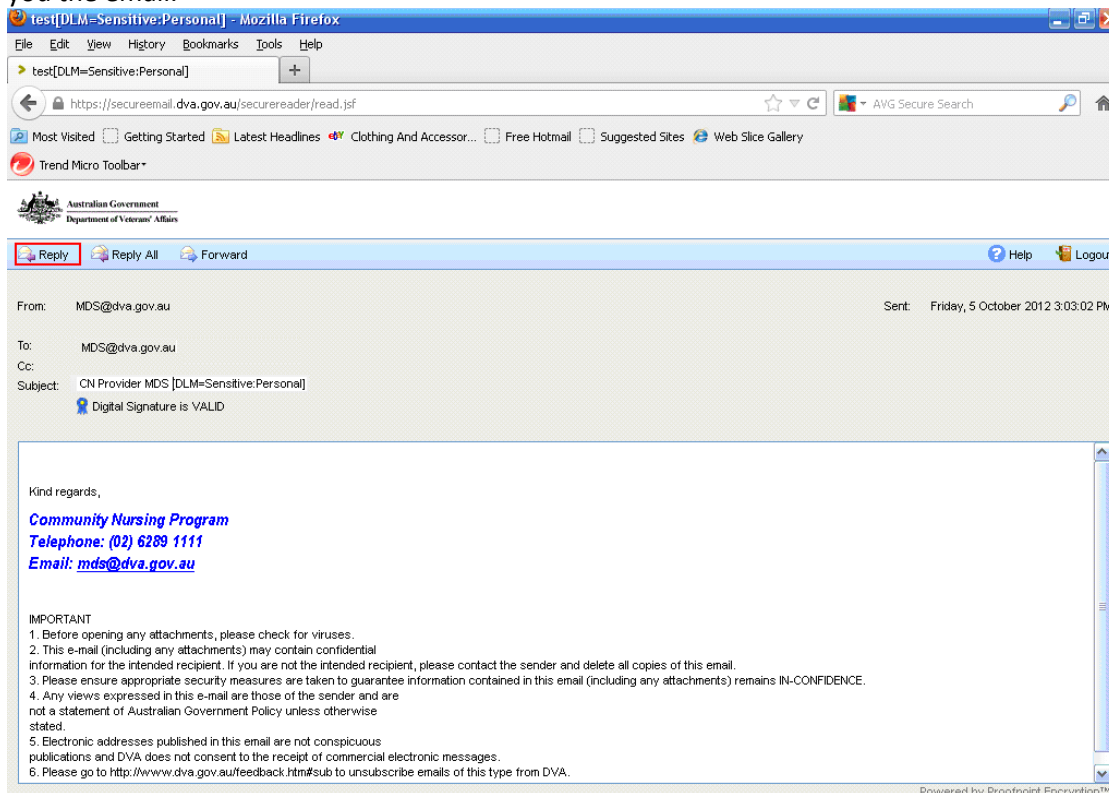 you the email.
test[DLM=Sensitive:Personal] - Mozilla Firefox
File Edit View History Bookmarks Tools Help
test[DLM=Sensitive:Personal] +
https://secureemail.dva.gov.au/securereader/read.jsf AVG Secure Search
Most Visited Getting Started Latest Headlines Clothing And Accessor... Free Hotmail Suggested Sites Web Slice Gallery
Trend Micro Toolbar
Australian Government
Department of Veterans' Affairs
Reply Reply All Forward Help Logou
From: MDS@dva.gov.au Sent: Friday, 5 October 2012 3:03:02 PM
To: MDS@dva.gov.au
Cc:
Subject: CN Provider MDS [DLM=Sensitive:Personal]
Digital Signature is VALID
Kind regards,
Community Nursing Program
Telephone: (02) 6289 1111
Email: mds@dva.gov.au
IMPORTANT
1. Before opening any attachments, please check for viruses.
2. This e-mail (including any attachments) may contain confidential
information for the intended recipient. If you are not the intended recipient, please contact the sender and delete all copies of this email.
3. Please ensure appropriate security measures are taken to guarantee information contained in this email (including any attachments) remains IN-CONFIDENCE.
4. Any views expressed in this e-mail are those of the sender and are
not a statement of Australian Government Policy unless otherwise
stated.
5. Electronic addresses published in this email are not conspicuous
publications and DVA does not consent to the receipt of commercial electronic messages.
6. Please go to http://www.dva.gov.au/feedback.htm#sub to unsubscribe emails of this type from DVA.
Powered by Proofpoint Encryption™